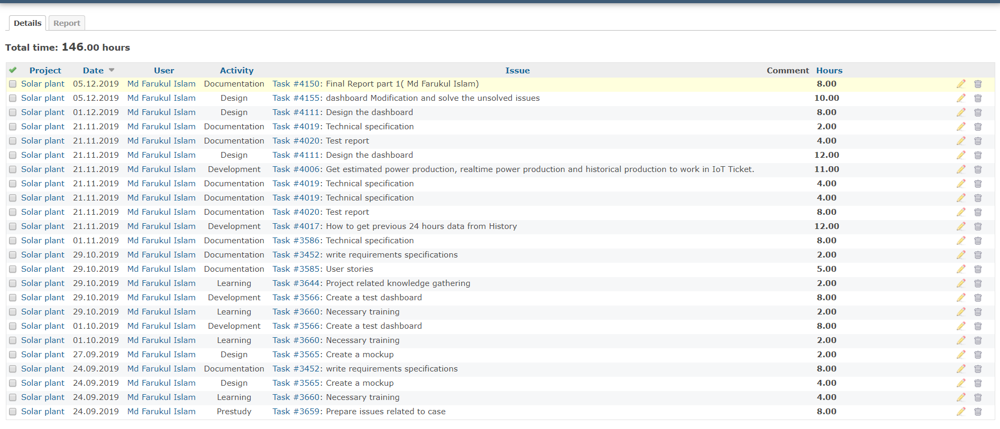 Details Report
Total time: 146.00 hours
Project Date User Activity Issue Comment Hours
Solar plant 05.12.2019 Md Farukul Islam Documentation Task #4150: Final Report part 1( Md Farukul Islam) 8.00
Solar plant 05.12.2019 Md Farukul Islam Design Task #4155: dashboard Modification and solve the unsolved issues 10.00
Solar plant 01.12.2019 Md Farukul Islam Design Task #4111: Design the dashboard 8.00
Solar plant 21.11.2019 Md Farukul Islam Documentation Task #4019: Technical specification 2.00
Solar plant 21.11.2019 Md Farukul Islam Documentation Task #4020: Test report 4.00
Solar plant 21.11.2019 Md Farukul Islam Design Task #4111: Design the dashboard 12.00
Solar plant 21.11.2019 Md Farukul Islam Development Task #4006: Get estimated power production, realtime power production and historical production to work in IoT Ticket. 11.00
Solar plant 21.11.2019 Md Farukul Islam Documentation Task #4019: Technical specification 4.00
Solar plant 21.11.2019 Md Farukul Islam Documentation Task #4019: Technical specification 4.00
Solar plant 21.11.2019 Md Farukul Islam Documentation Task #4020: Test report 8.00
Solar plant 21.11.2019 Md Farukul Islam Development Task #4017: How to get previous 24 hours data from History 12.00
Solar plant 01.11.2019 Md Farukul Islam Documentation Task #3586: Technical specification 8.00
Solar plant 29.10.2019 Md Farukul Islam Documentation Task #3452: write requirements specifications 2.00
Solar plant 29.10.2019 Md Farukul Islam Documentation Task #3585: User stories 5.00
Solar plant 29.10.2019 Md Farukul Islam Learning Task #3644: Project related knowledge gathering 2.00
Solar plant 29.10.2019 Md Farukul Islam Development Task #3566: Create a test dashboard 8.00
Solar plant 29.10.2019 Md Farukul Islam Learning Task #3660: Necessary training 2.00
Solar plant 01.10.2019 Md Farukul Islam Development Task #3566: Create a test dashboard 8.00
Solar plant 01.10.2019 Md Farukul Islam Learning Task #3660: Necessary training 2.00
Solar plant 27.09.2019 Md Farukul Islam Design Task #3565: Create a mockup 2.00
Solar plant 24.09.2019 Md Farukul Islam Documentation Task #3452: write requirements specifications 8.00
Solar plant 24.09.2019 Md Farukul Islam Design Task #3565: Create a mockup 4.00
Solar plant 24.09.2019 Md Farukul Islam Learning Task #3660: Necessary training 4.00
Solar plant 24.09.2019 Md Farukul Islam Prestudy Task #3659: Prepare issues related to case 8.00